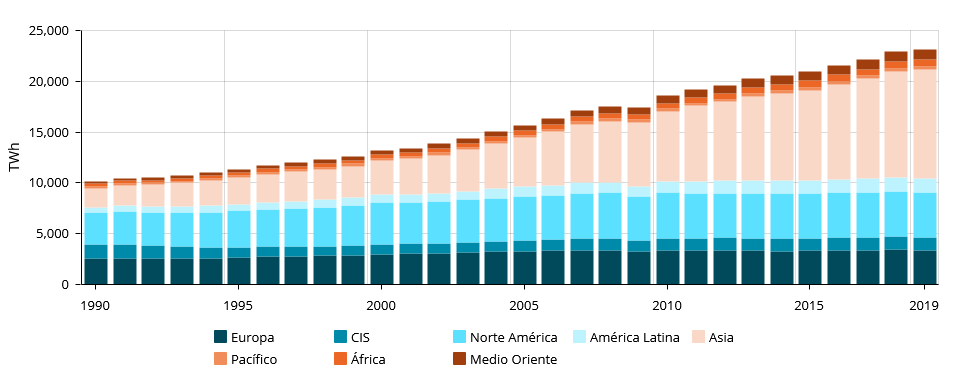 25,000
20,000
15,000
10,000
5,000
0
TWh
1990 1995 2000 2005 2010 2015 2019
Europa CIS Norte América América Latina Asia
Pacífico África Medio Oriente